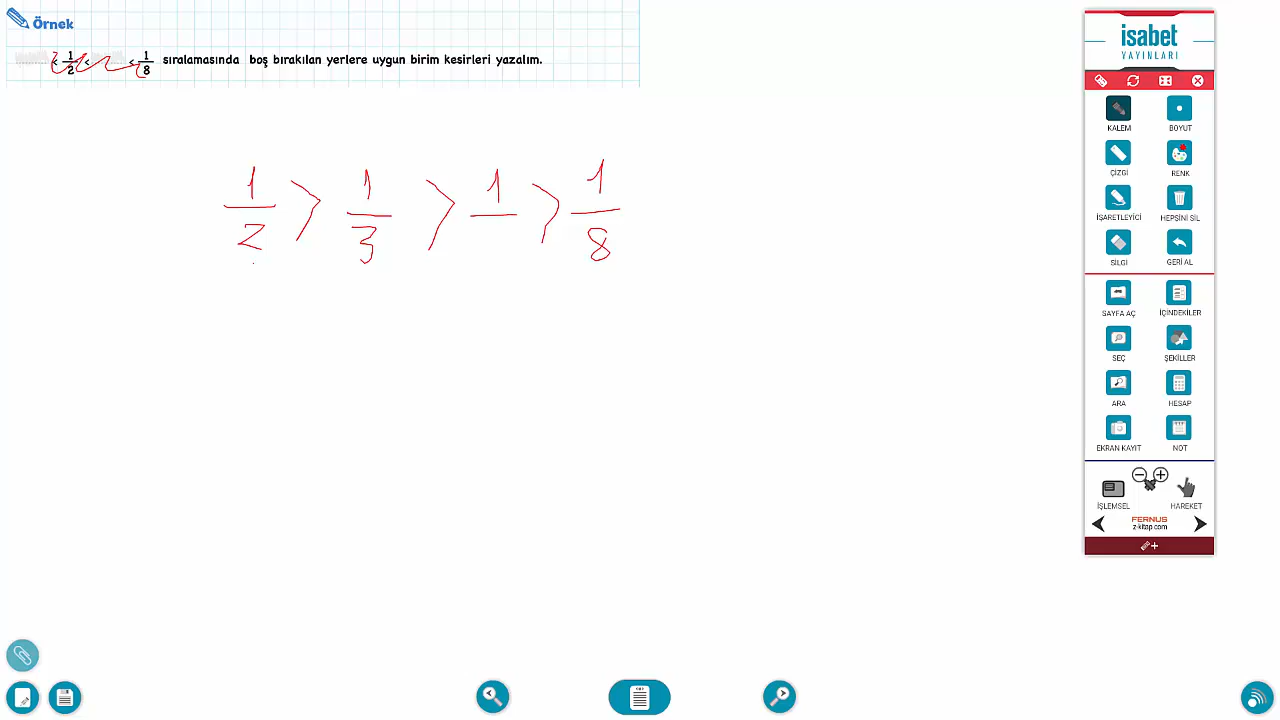 Örnek
< 1/2 < < 1/8 sıralamasında boş bırakılan yerlere uygun birim kesirleri yazalım.
1/2 > 1/3 > 1/ > 1/8
isabet
YAYINLARI
KALEM BOYUT
ÇİZGİ RENK
İŞARETLEYİCİ HEPSİNİ SİL
SİLGİ GERİ AL
SAYFA AÇ İÇİNDEKİLER
SEÇ ŞEKİLLER
ARA HESAP
EKRAN KAYIT NOT
İŞLEMSEL HAREKET
FERNUS
z-kitap.com